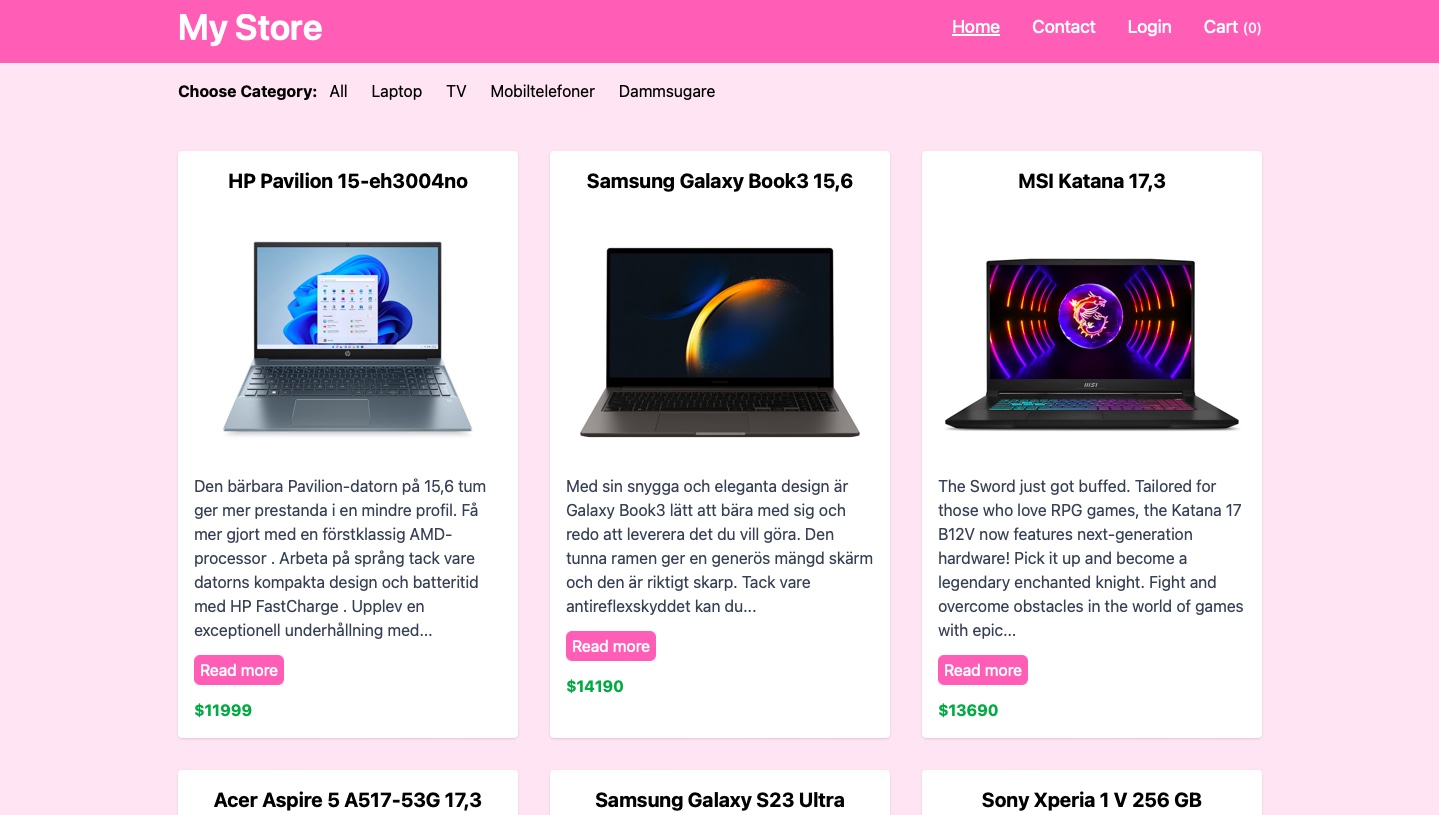 My Store
Home Contact Login Cart (0)
Choose Category: All Laptop TV Mobiltelefoner Dammsugare
HP Pavilion 15-eh3004no
Den bärbara Pavilion-datorn på 15,6 tum
ger mer prestanda i en mindre profil. Få
mer gjort med en förstklassig AMD-
processor . Arbeta på språng tack vare
datorns kompakta design och batteritid
med HP FastCharge . Upplev en
exceptionell underhållning med...
Read more
$11999
Samsung Galaxy Book3 15,6
Med sin snygga och eleganta design är
Galaxy Book3 lätt att bära med sig och
redo att leverera det du vill göra. Den
tunna ramen ger en generös mängd skärm
och den är riktigt skarp. Tack vare
antireflexskyddet kan du...
Read more
$14190
MSI Katana 17,3
msi
The Sword just got buffed. Tailored for
those who love RPG games, the Katana 17
B12V now features next-generation
hardware! Pick it up and become a
legendary enchanted knight. Fight and
overcome obstacles in the world of games
with epic...
Read more
$13690
Acer Aspire 5 A517-53G 17,3
Samsung Galaxy S23 Ultra
Sony Xperia 1 V 256 GB